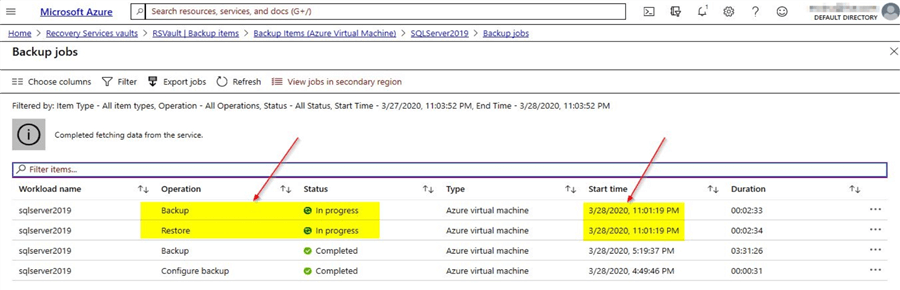 Microsoft Azure
Search resources, services, and docs (G+/)
1
DEFAULT DIRECTORY
Home > Recovery Services vaults > RSVault | Backup items > Backup Items (Azure Virtual Machine) > SQLServer2019 > Backup jobs
Backup jobs
Choose columns Filter Export jobs Refresh View jobs in secondary region
Filtered by: Item Type - All item types, Operation - All Operations, Status - All Status, Start Time - 3/27/2020, 11:03:52 PM, End Time - 3/28/2020, 11:03:52 PM
Completed fetching data from the service.
Filter items...
Workload name Operation Status Type Start time Duration
sqlserver2019 Backup In progress Azure virtual machine 3/28/2020, 11:01:19 PM 00:02:33 ...
sqlserver2019 Restore In progress Azure virtual machine 3/28/2020, 11:01:19 PM 00:02:34 ...
sqlserver2019 Backup Completed Azure virtual machine 3/28/2020, 5:19:37 PM 03:31:26 ...
sqlserver2019 Configure backup Completed Azure virtual machine 3/28/2020, 4:49:46 PM 00:00:31 ...